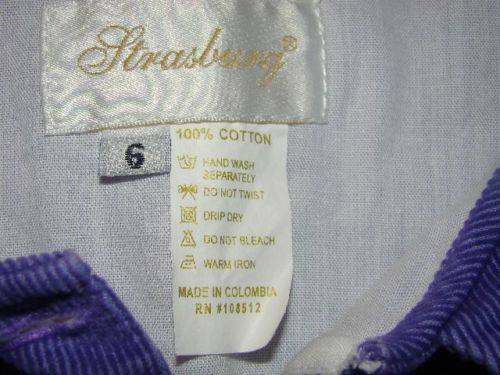 Strasburg®
6
100% COTTON
HAND WASH
SEPARATELY
DO NOT TWIST
DRIP DRY
DO NOT BLEACH
WARM IRON
MADE IN COLOMBIA
RN #108512